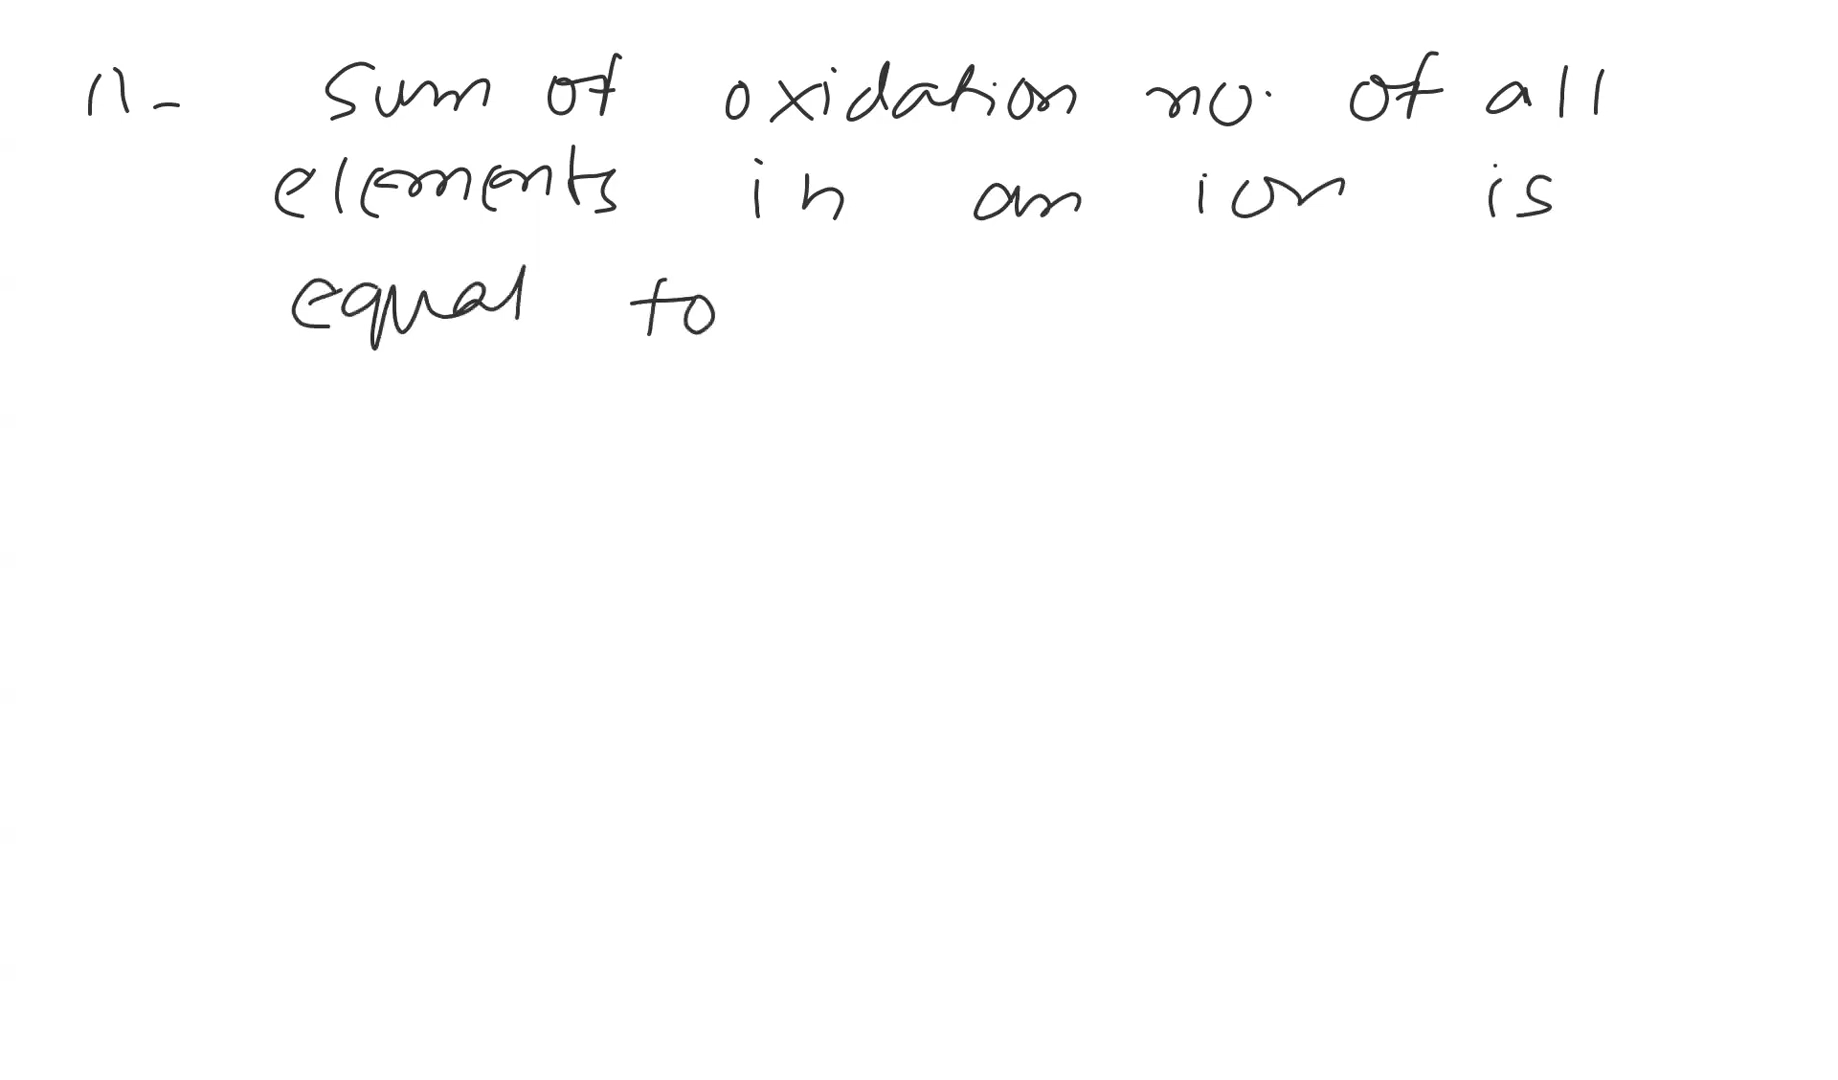 11- Sum of oxidation no. of all
elements in an ion is
equal to